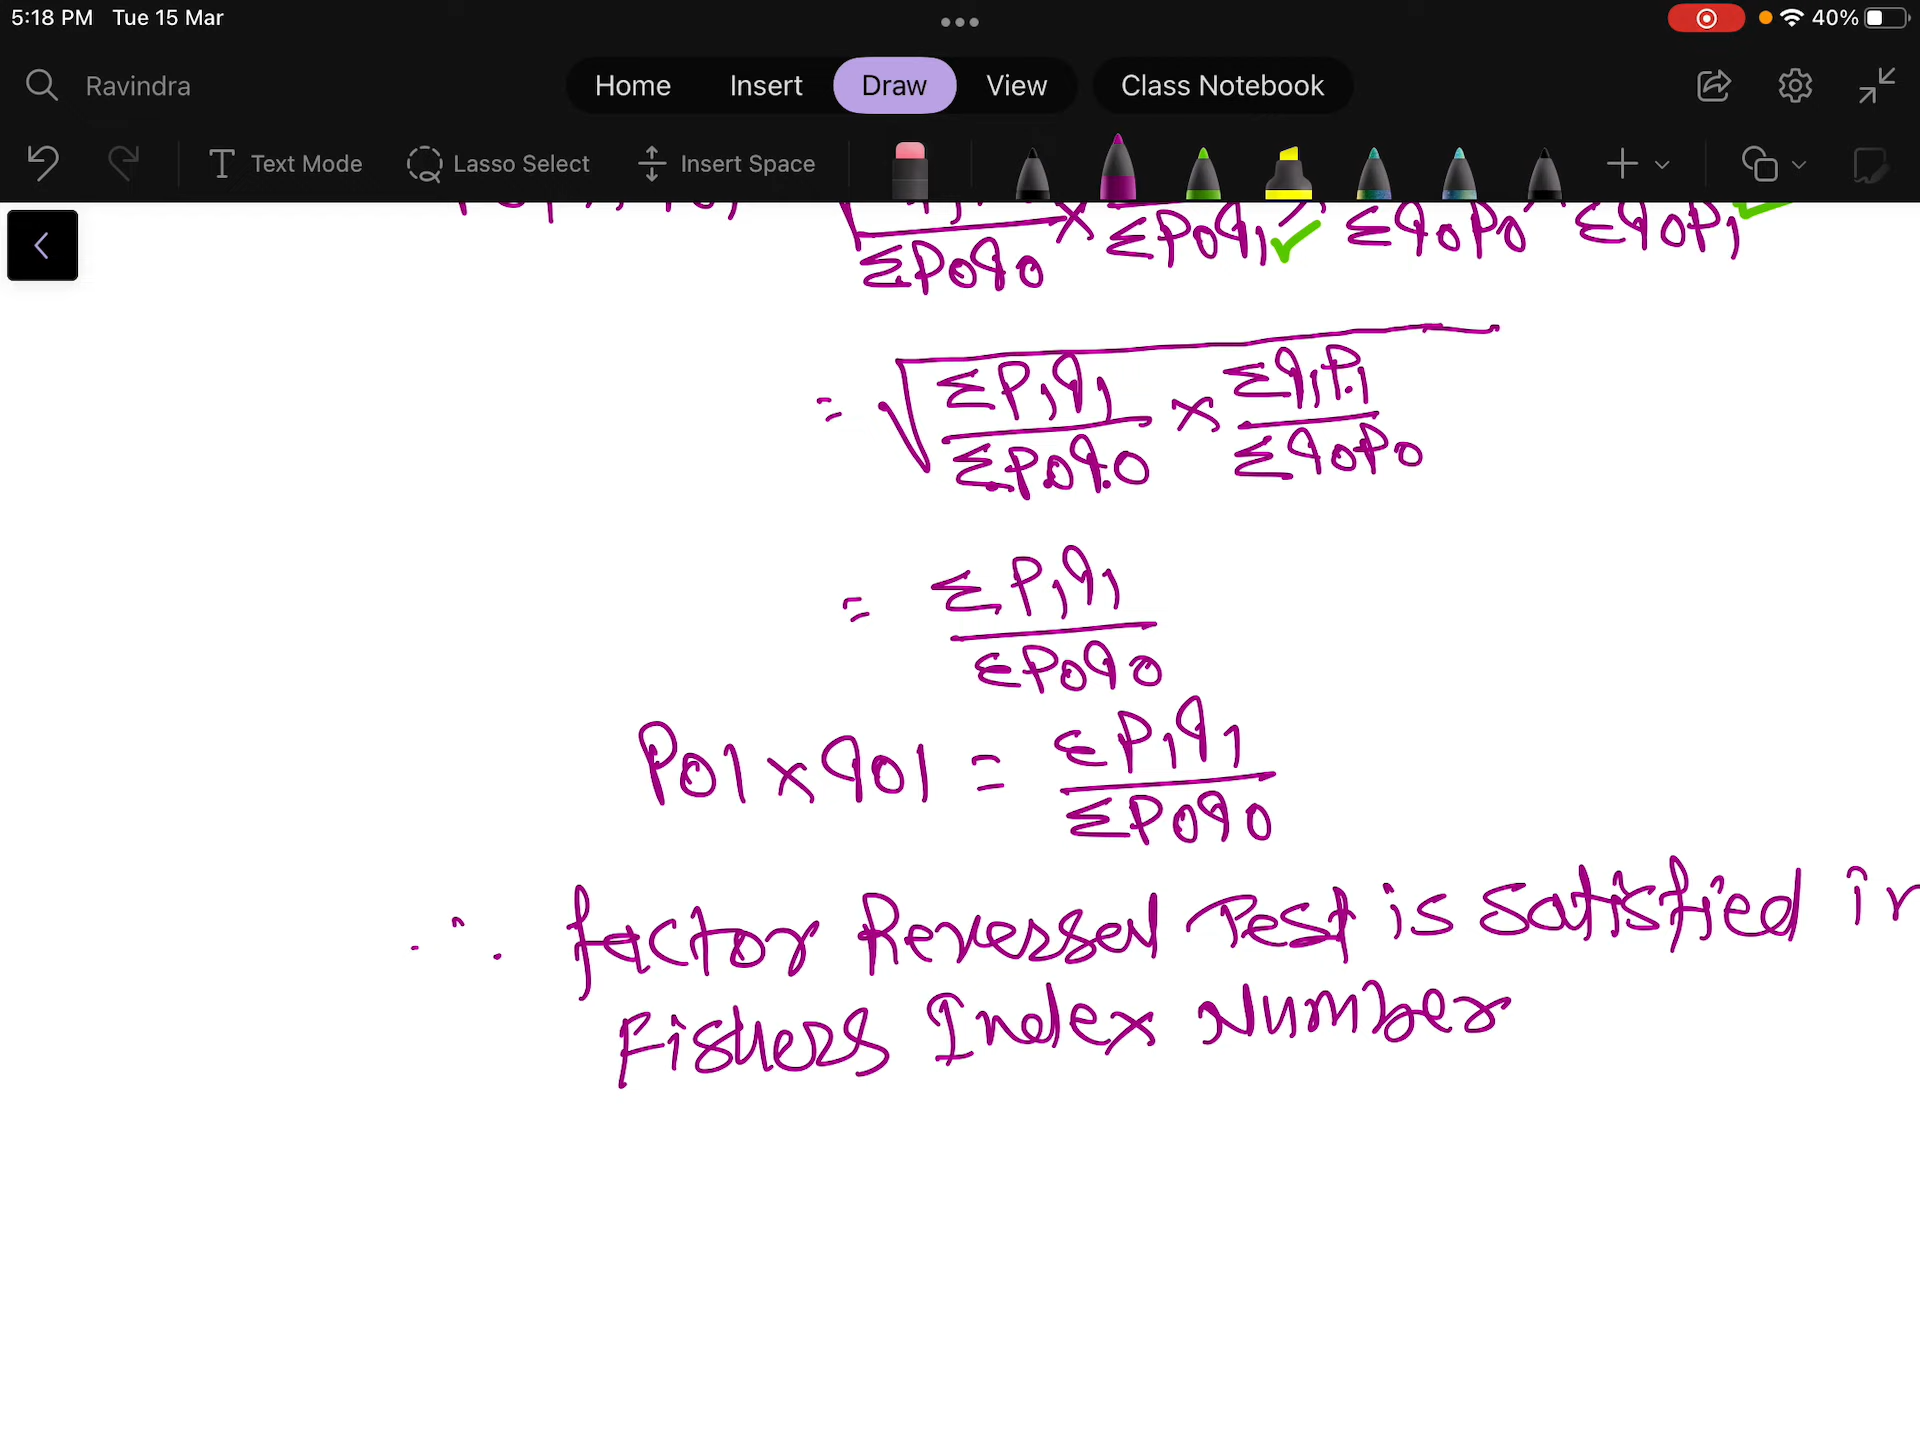 5:18 PM Tue 15 Mar
40%
Ravindra
Home Insert Draw View Class Notebook
Text Mode Lasso Select Insert Space
ΣP0q0 × ΣP0q1 Σq0P0 × Σq0P1
= √ ΣP1q1 × Σq1P1
ΣP0q0 Σq0P0
= ΣP1q1
ΣP0q0
P01 × q01 = ΣP1q1
ΣP0q0
∴ factor Reversal Test is satisfied in
Fishers Index Number